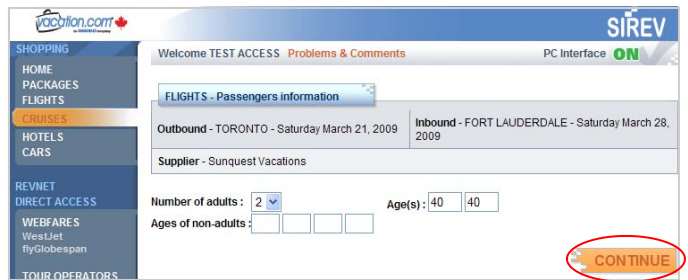 vacation.com
SIREV
SHOPPING
HOME
PACKAGES
FLIGHTS
CRUISES
HOTELS
CARS
REVNET
DIRECT ACCESS
WEBFARES
WestJet
flyGlobespan
TOUR OPERATORS
Welcome TEST ACCESS Problems & Comments PC Interface ON
FLIGHTS - Passengers information
Outbound - TORONTO - Saturday March 21, 2009
Inbound - FORT LAUDERDALE - Saturday March 28,
2009
Supplier - Sunquest Vacations
Number of adults : 2 Age(s) : 40 40
Ages of non-adults :
CONTINUE